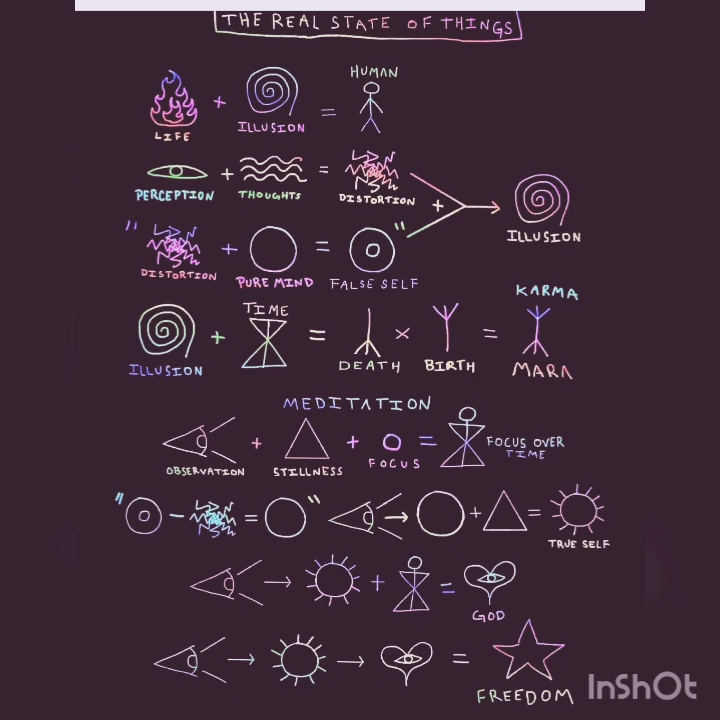 THE REAL STATE OF THINGS
HUMAN
LIFE + ILLUSION =
PERCEPTION + THOUGHTS = DISTORTION +
ILLUSION
" DISTORTION + PURE MIND = FALSE SELF "
KARMA
TIME
ILLUSION + = DEATH × BIRTH = MARA
MEDITATION
OBSERVATION + STILLNESS + FOCUS = FOCUS OVER
TIME
" − = " → + =
TRUE SELF
→ + =
GOD
→ → =
FREEDOM
InShOt